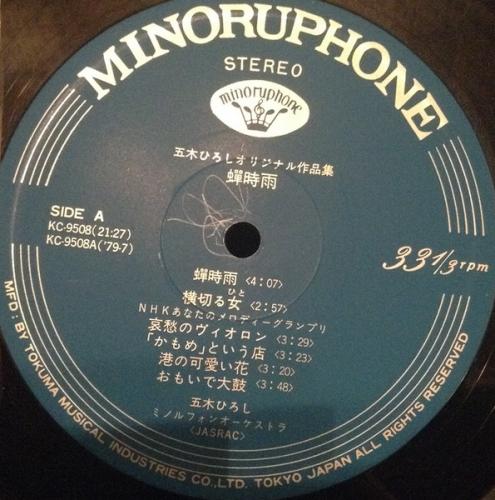 MINORUPHONE
STEREO
minoruphone
五木ひろしオリジナル作品集
蟬時雨
SIDE A
KC-9508(21:27)
KC-9508A('79-7)
33 1/3 rpm
蟬時雨〈4:07〉
ひと
横切る女〈2:57〉
NHKあなたのメロディーグランプリ
哀愁のヴィオロン〈3:29〉
「かもめ」という店〈3:23〉
港の可愛い花〈3:20〉
おもいで大鼓〈3:48〉
五木ひろし
ミノルフォンオーケストラ
〈JASRAC〉
MFD: BY TOKUMA MUSICAL INDUSTRIES CO., LTD. TOKYO JAPAN ALL RIGHTS RESERVED